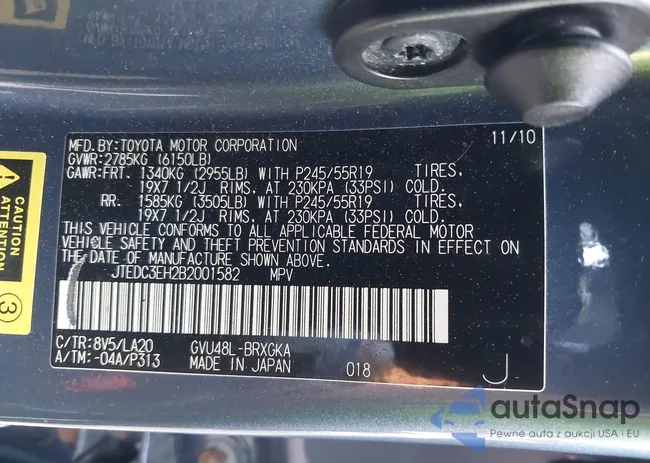 MFD.BY:TOYOTA MOTOR CORPORATION 11/10
GVWR:2785KG (6150LB)
GAWR:FRT. 1340KG (2955LB) WITH P245/55R19 TIRES,
19X7 1/2J RIMS, AT 230KPA (33PSI) COLD.
RR. 1585KG (3505LB) WITH P245/55R19 TIRES,
19X7 1/2J RIMS, AT 230KPA (33PSI) COLD.
THIS VEHICLE CONFORMS TO ALL APPLICABLE FEDERAL MOTOR
VEHICLE SAFETY AND THEFT PREVENTION STANDARDS IN EFFECT ON
THE DATE OF MANUFACTURE SHOWN ABOVE.
JTEDC3EH2B2001582 MPV
C/TR:8V5/LA20 GVU48L-BRXGKA
A/TM:-04A/P313 MADE IN JAPAN 018 J
CAUTION
ATTENTION
3
autaSnap
Pewne auta z aukcji USA i EU